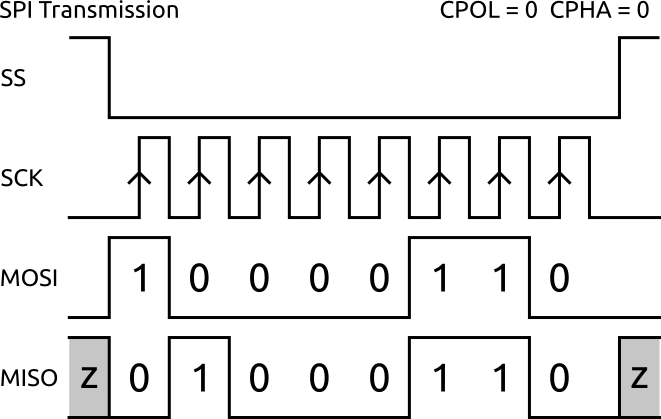 SPI Transmission CPOL = 0 CPHA = 0
SS
SCK
MOSI 1 0 0 0 0 1 1 0
MISO Z 0 1 0 0 0 1 1 0 Z